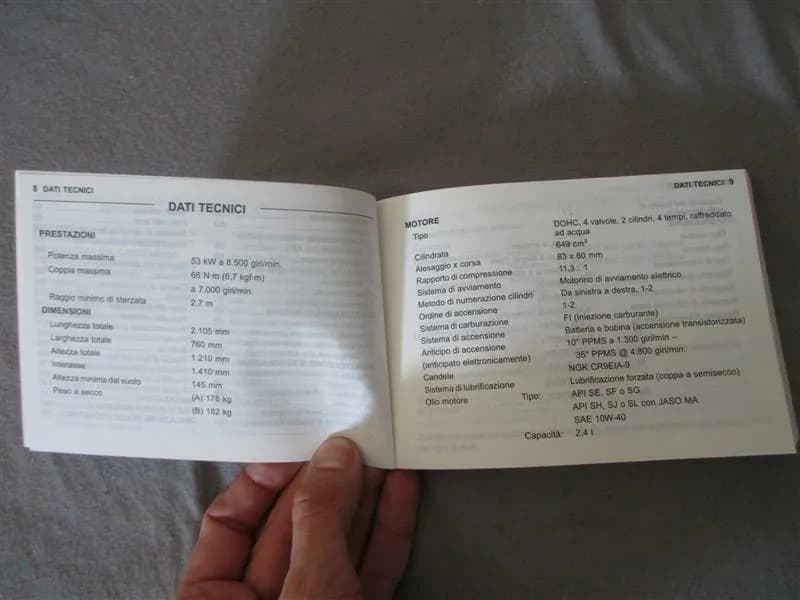 8 DATI TECNICI
DATI TECNICI
PRESTAZIONI
Potenza massima 53 kW a 8.500 giri/min.
Coppia massima 66 N·m (6,7 kgf·m)
a 7.000 giri/min.
Raggio minimo di sterzata 2,7 m
DIMENSIONI
Lunghezza totale 2.105 mm
Larghezza totale 760 mm
Altezza totale 1.210 mm
Interasse 1.410 mm
Altezza minima dal suolo 145 mm
Peso a secco (A) 178 kg
(B) 182 kg
DATI TECNICI 9
MOTORE
Tipo DOHC, 4 valvole, 2 cilindri, 4 tempi, raffreddato
ad acqua
Cilindrata 649 cm³
Alesaggio x corsa 83 x 60 mm
Rapporto di compressione 11,3 : 1
Sistema di avviamento Motorino di avviamento elettrico
Metodo di numerazione cilindri Da sinistra a destra, 1-2
Ordine di accensione 1-2
Sistema di carburazione FI (Iniezione carburante)
Sistema di accensione Batteria e bobina (accensione transistorizzata)
Anticipo di accensione 10° PPMS a 1.300 giri/min –
(anticipato elettronicamente) 35° PPMS @ 4.800 giri/min.
Candele NGK CR9EIA-9
Sistema di lubrificazione Lubrificazione forzata (coppa a semisecco)
Olio motore Tipo: API SE, SF o SG
API SH, SJ o SL con JASO MA
SAE 10W-40
Capacità: 2,4 l